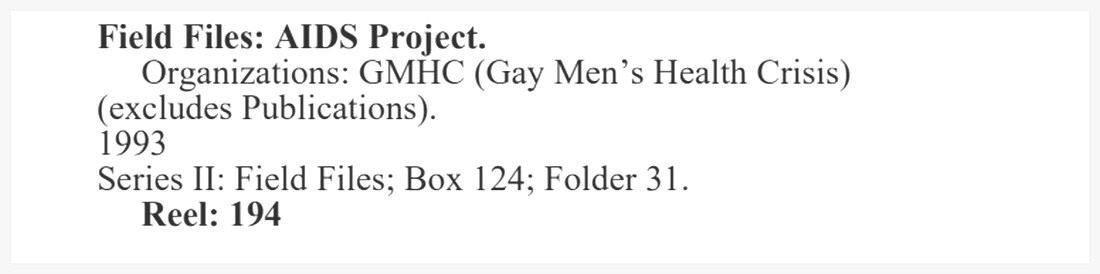 Field Files: AIDS Project.
Organizations: GMHC (Gay Men’s Health Crisis)
(excludes Publications).
1993
Series II: Field Files; Box 124; Folder 31.
Reel: 194